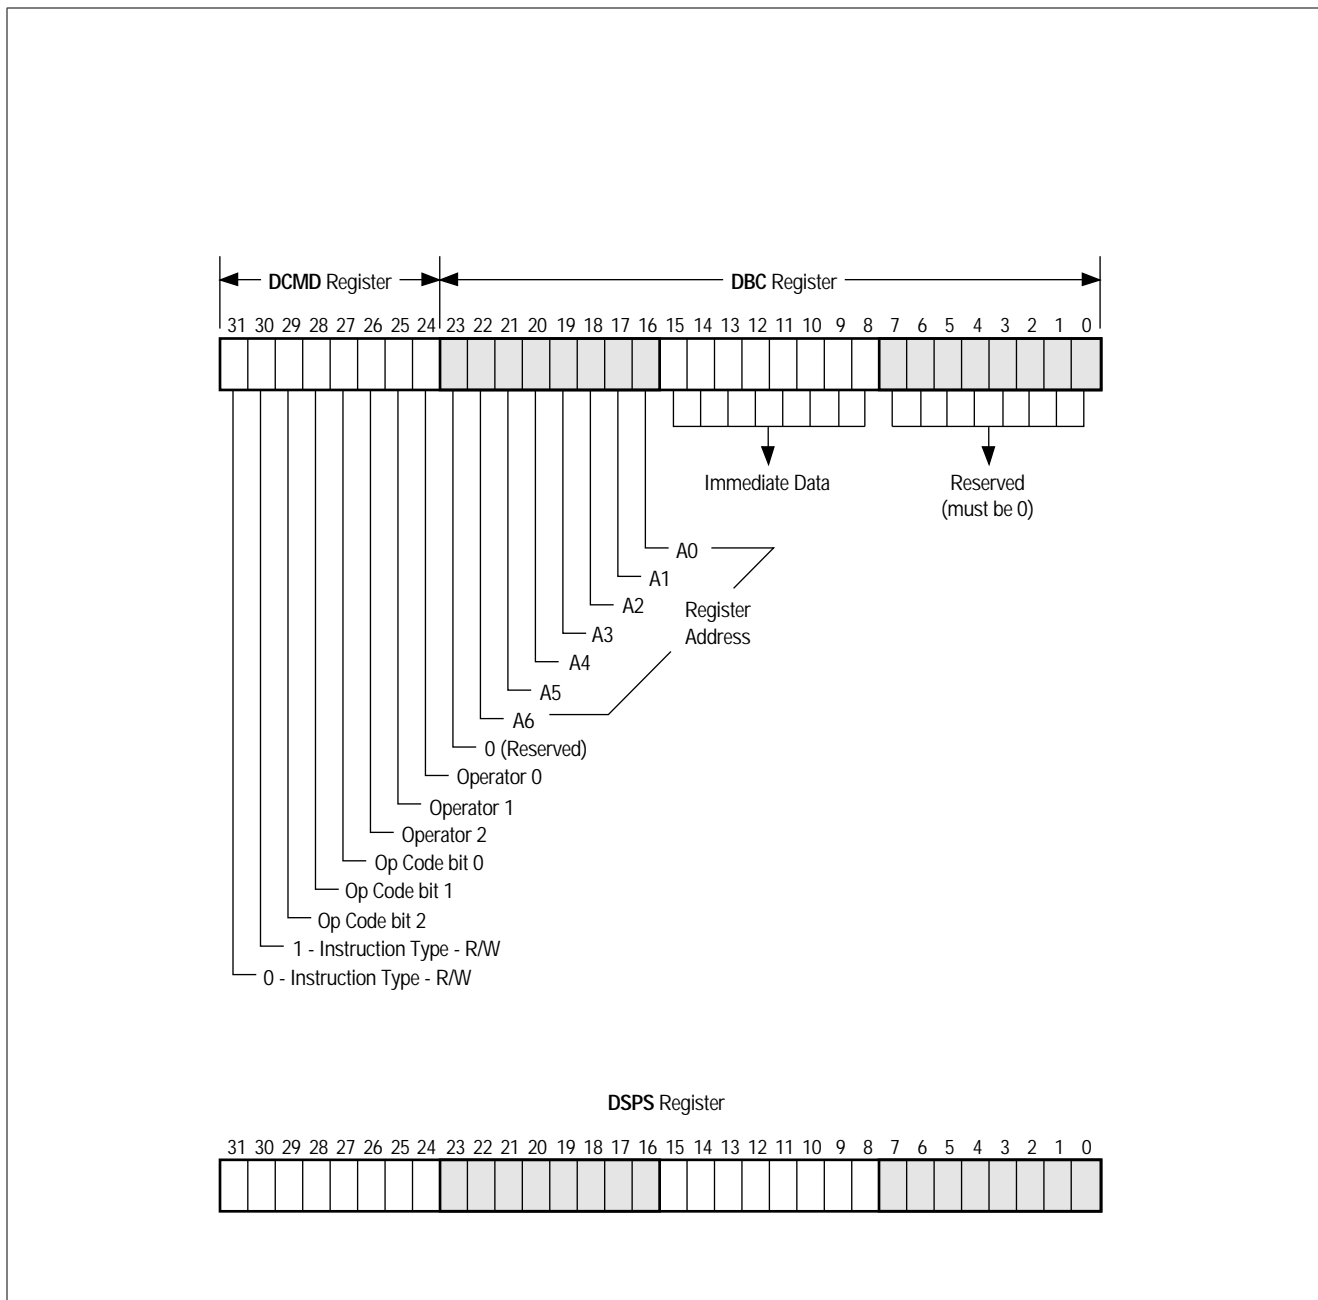 DCMD Register
DBC Register
31 30 29 28 27 26 25 24 23 22 21 20 19 18 17 16 15 14 13 12 11 10 9 8 7 6 5 4 3 2 1 0
Immediate Data
Reserved
(must be 0)
A0
A1
A2
Register
Address
A3
A4
A5
A6
0 (Reserved)
Operator 0
Operator 1
Operator 2
Op Code bit 0
Op Code bit 1
Op Code bit 2
1 - Instruction Type - R/W
0 - Instruction Type - R/W
DSPS Register
31 30 29 28 27 26 25 24 23 22 21 20 19 18 17 16 15 14 13 12 11 10 9 8 7 6 5 4 3 2 1 0